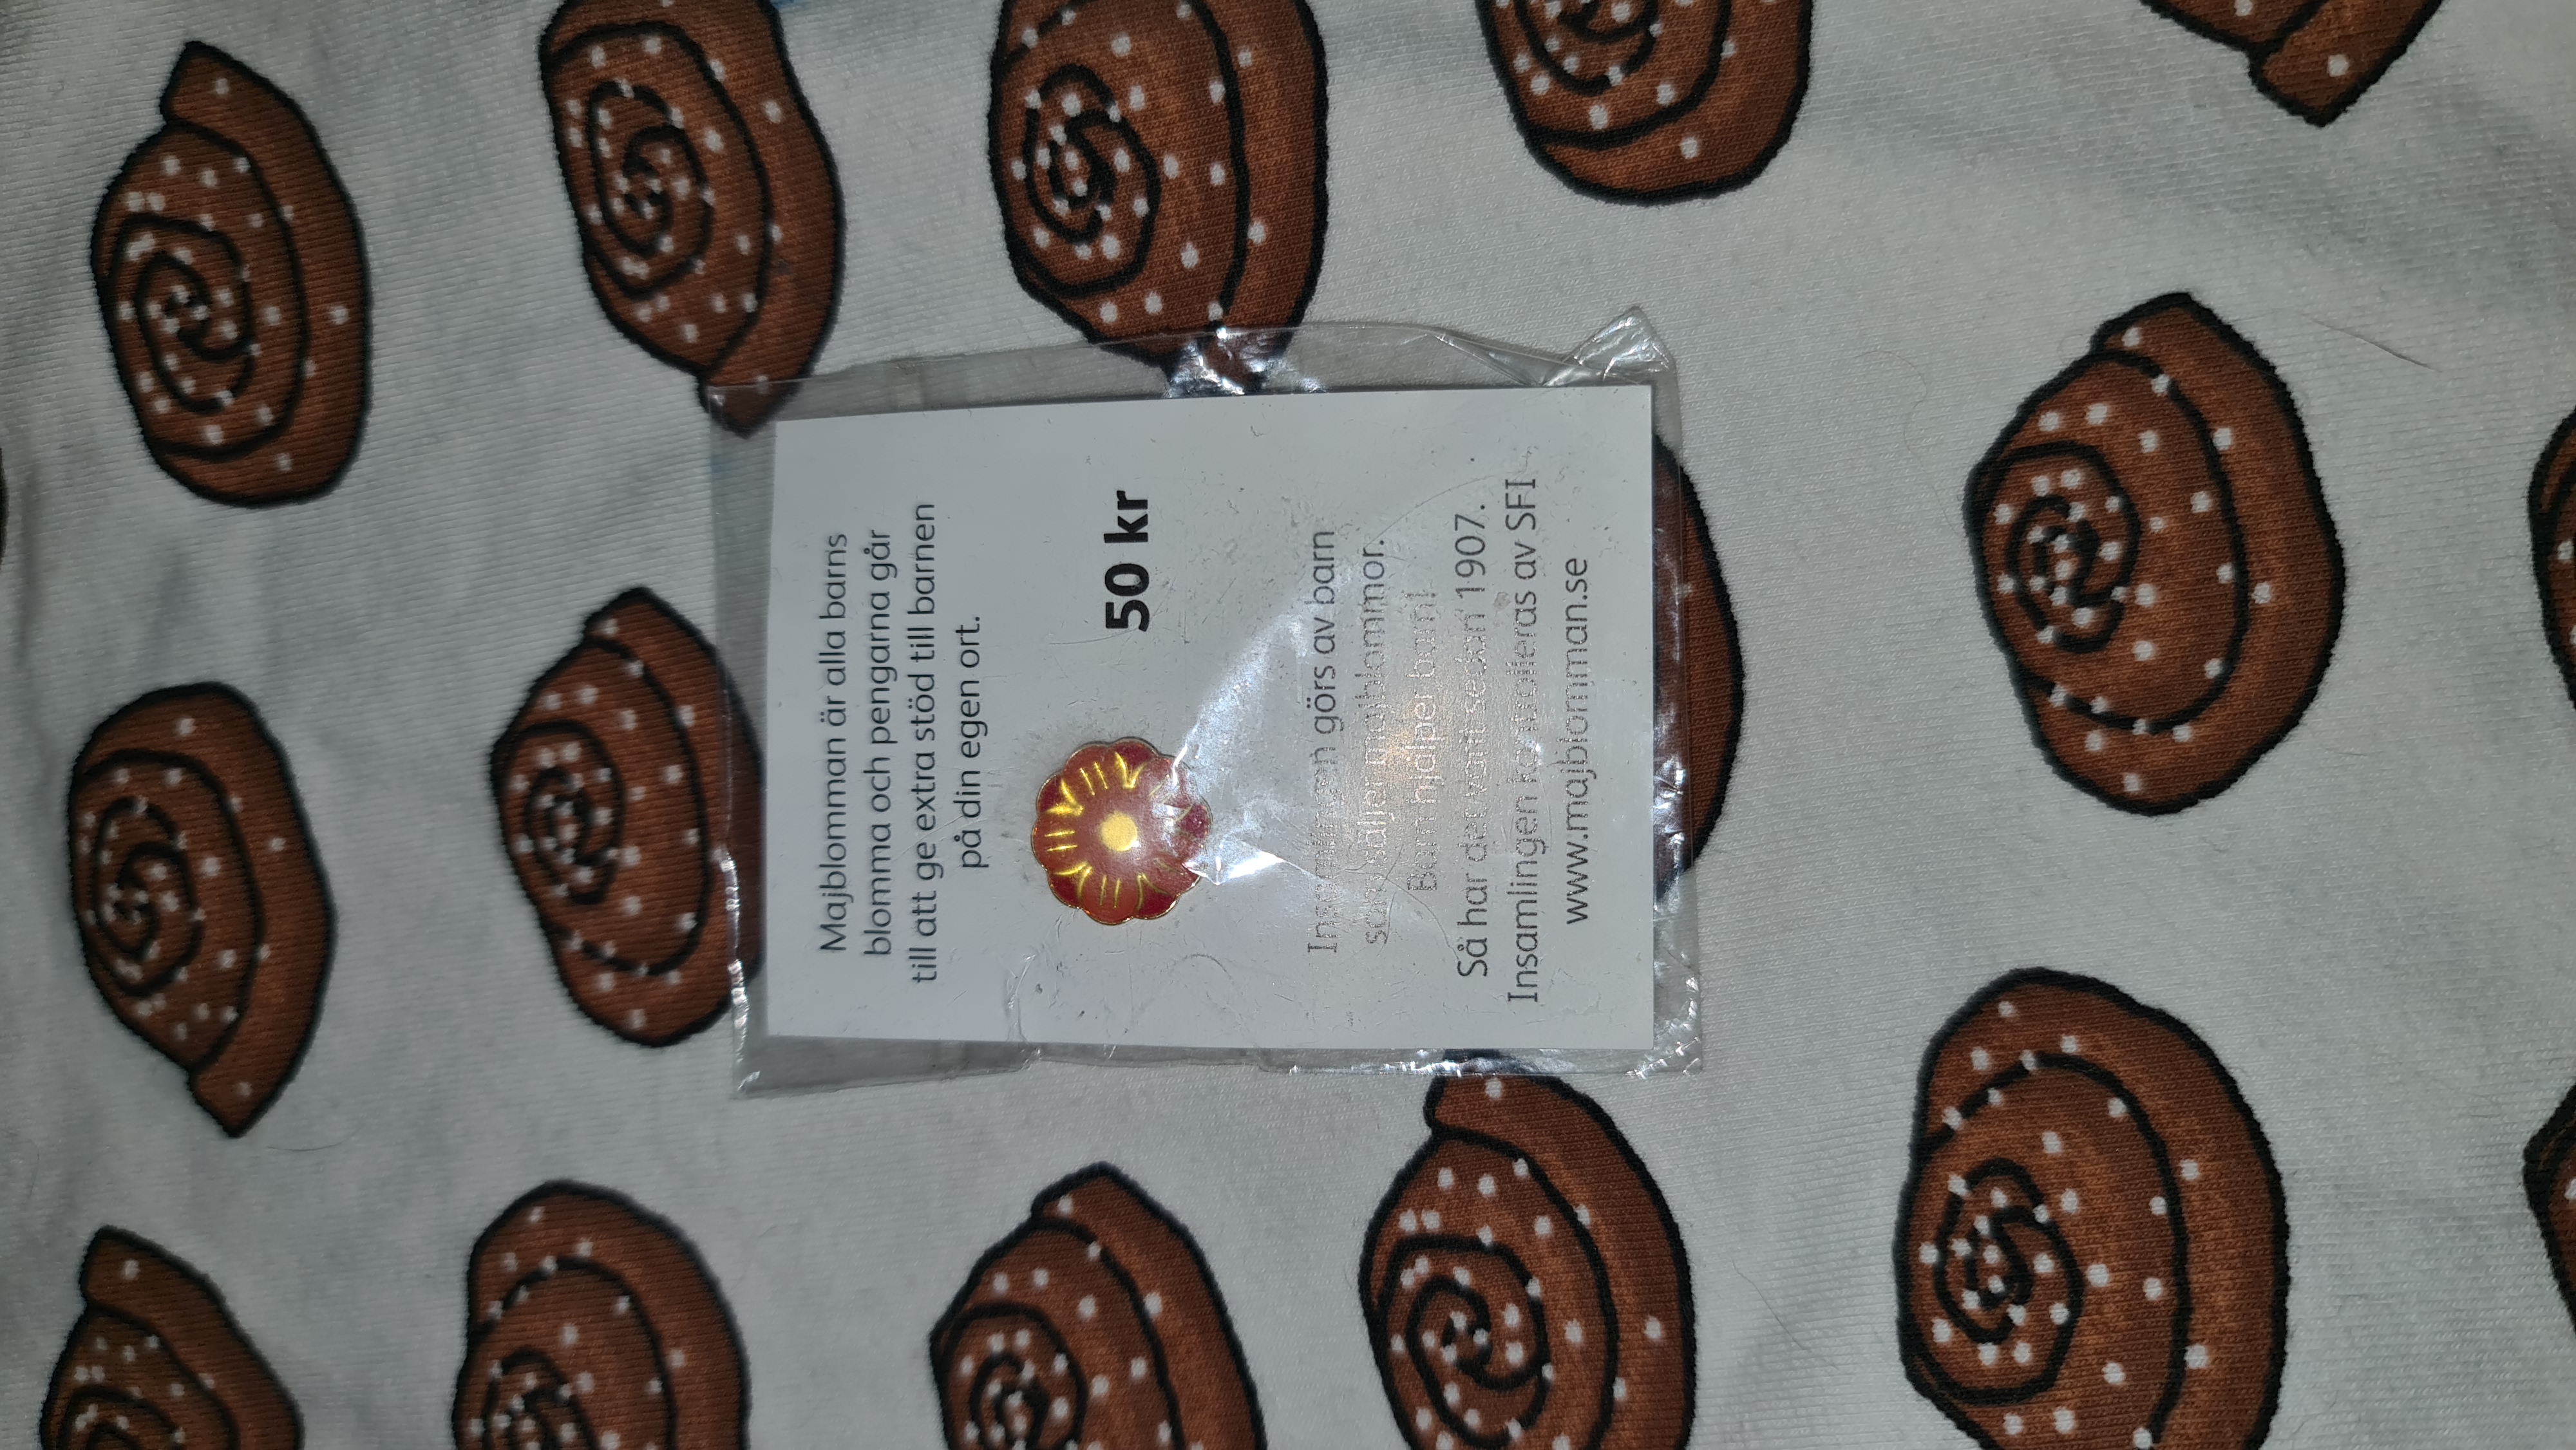 Majblomman är alla barns
blomma och pengarna går
till att ge extra stöd till barnen
på din egen ort.
50 kr
Insamlingen görs av barn
som säljer majblommor.
Barn hjälper barn!
Så har det varit sedan 1907.
Insamlingen kontrolleras av SFI
www.majblomman.se